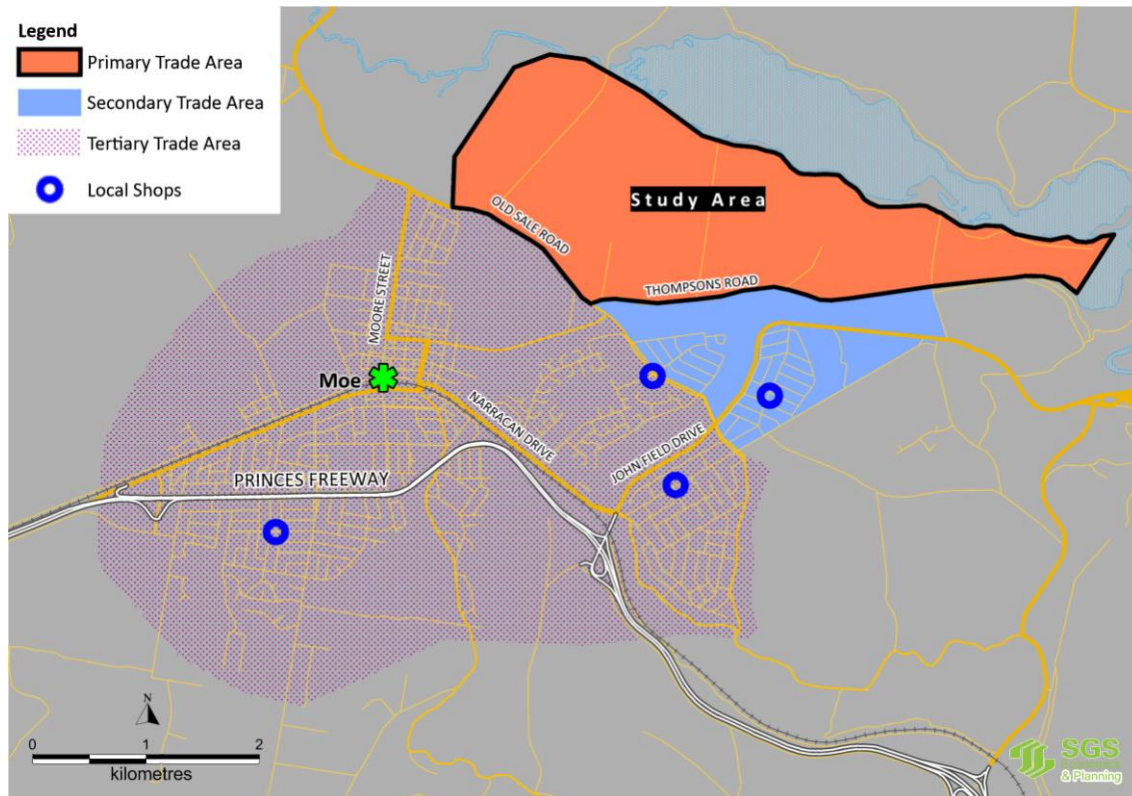 Legend
Primary Trade Area
Secondary Trade Area
Tertiary Trade Area
Local Shops
Study Area
OLD SALE ROAD
THOMPSONS ROAD
MOORE STREET
Moe
NARRACAN DRIVE
JOHN FIELD DRIVE
PRINCES FREEWAY
N
0 1 2
kilometres
SGS
Economics
& Planning